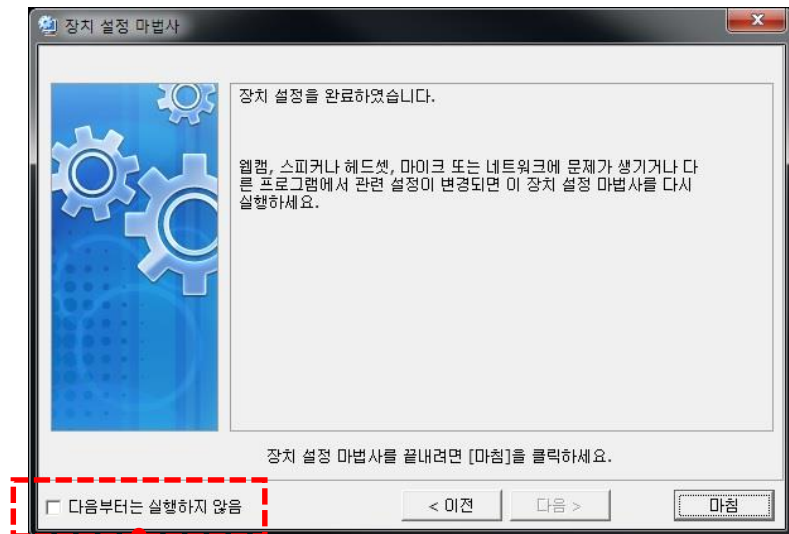 장치 설정 마법사
장치 설정을 완료하였습니다.
웹캠, 스피커나 헤드셋, 마이크 또는 네트워크에 문제가 생기거나 다
른 프로그램에서 관련 설정이 변경되면 이 장치 설정 마법사를 다시
실행하세요.
장치 설정 마법사를 끝내려면 [마침]을 클릭하세요.
다음부터는 실행하지 않음
< 이전
다음 >
마침